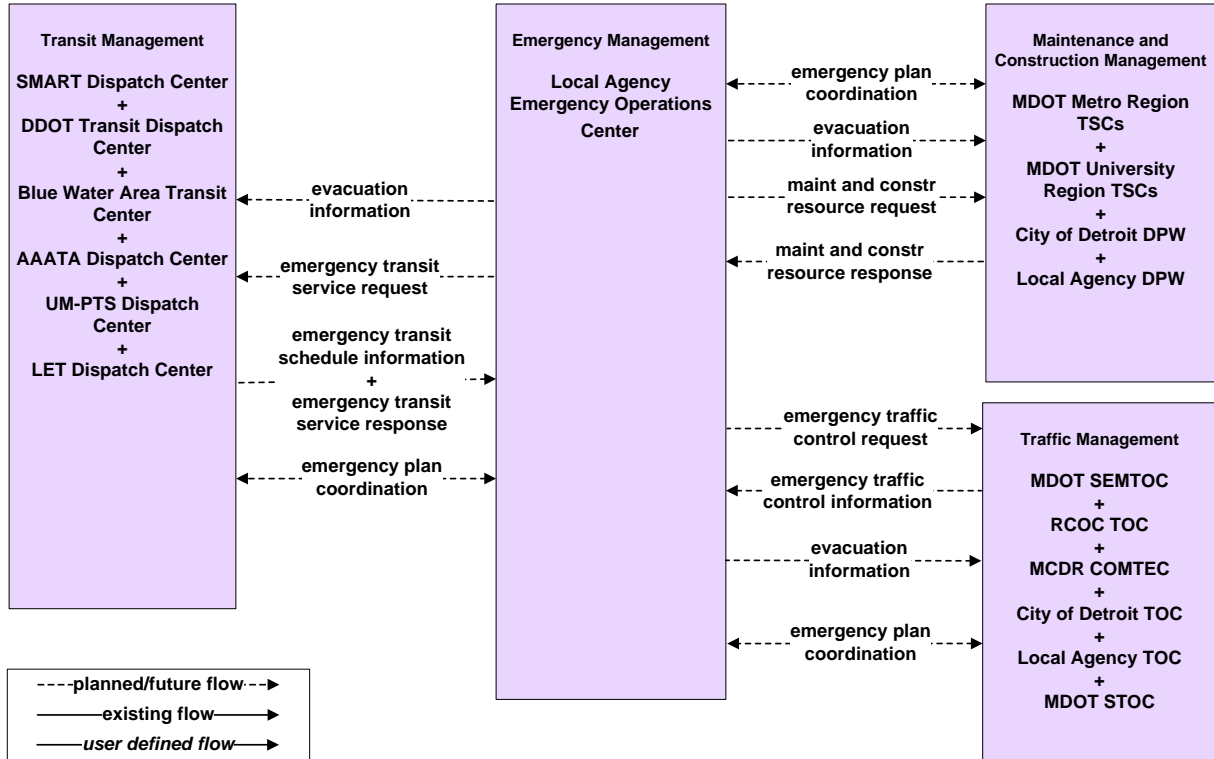 Transit Management
SMART Dispatch Center
+
DDOT Transit Dispatch
Center
+
Blue Water Area Transit
Center
+
AAATA Dispatch Center
+
UM-PTS Dispatch
Center
+
LET Dispatch Center
evacuation
information
emergency transit
service request
emergency transit
schedule information
+
emergency transit
service response
emergency plan
coordination
Emergency Management
Local Agency
Emergency Operations
Center
emergency plan
coordination
evacuation
information
maint and constr
resource request
maint and constr
resource response
Maintenance and
Construction Management
MDOT Metro Region
TSCs
+
MDOT University
Region TSCs
+
City of Detroit DPW
+
Local Agency DPW
emergency traffic
control request
emergency traffic
control information
evacuation
information
emergency plan
coordination
Traffic Management
MDOT SEMTOC
+
RCOC TOC
+
MCDR COMTEC
+
City of Detroit TOC
+
Local Agency TOC
+
MDOT STOC
planned/future flow
existing flow
user defined flow